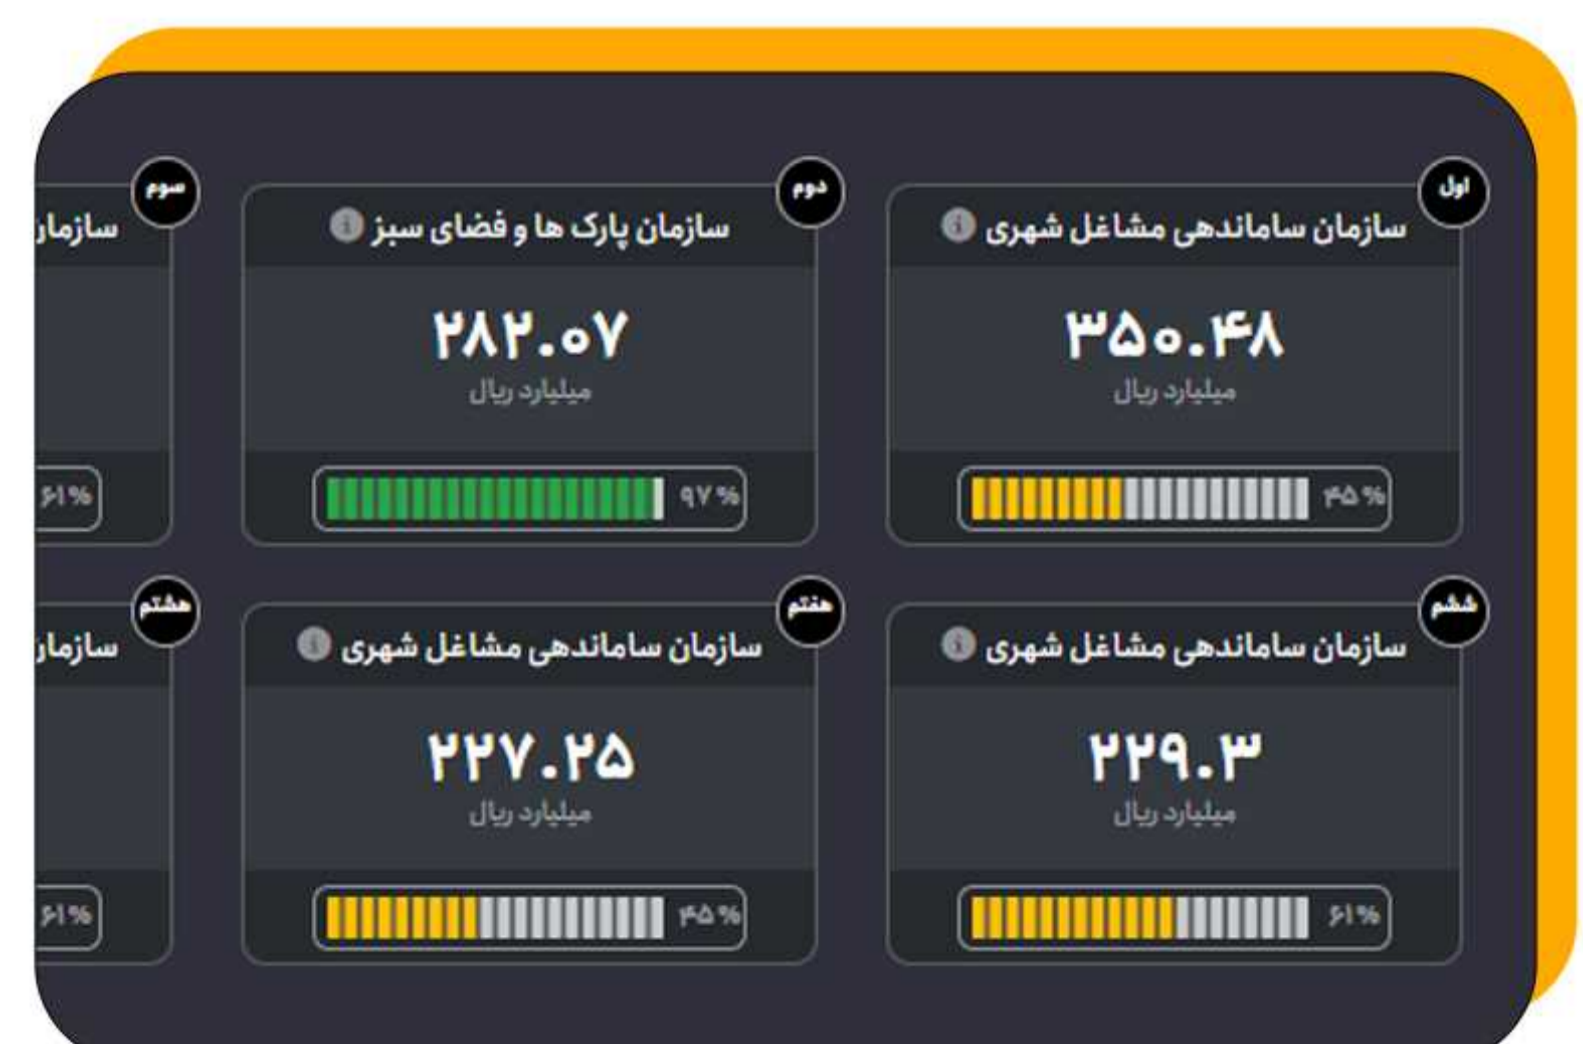 اول
سازمان ساماندهی مشاغل شهری
۳۵۰.۴۸
میلیارد ریال
۴۵%
دوم
سازمان پارک ها و فضای سبز
۲۸۲.۰۷
میلیارد ریال
۹۷%
سوم
سازمان
۶۱%
ششم
سازمان ساماندهی مشاغل شهری
۲۲۹.۳
میلیارد ریال
۶۱%
هفتم
سازمان ساماندهی مشاغل شهری
۲۲۷.۲۵
میلیارد ریال
۴۵%
هشتم
سازمان
۶۱%